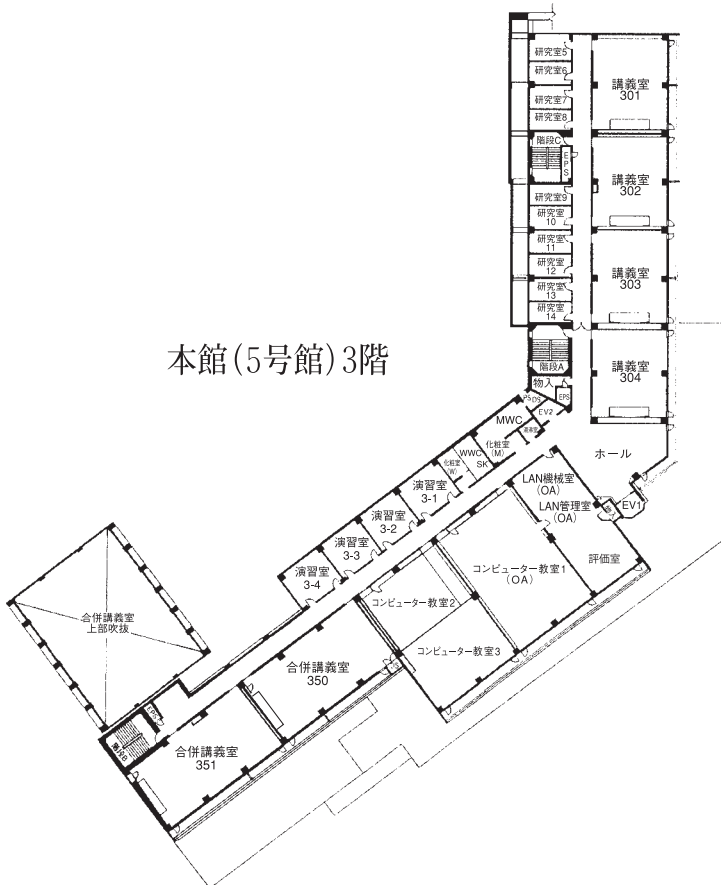 本館(5号館)3階
研究室5
研究室6
研究室7
研究室8
階段C
EPS
研究室9
研究室
10
研究室
11
研究室
12
研究室
13
研究室
14
階段A
物入
EPS
PS
DS
EV2
講義室
301
講義室
302
講義室
303
講義室
304
ホール
MWC
化粧室
(M)
WWC
SK
化粧室
(W)
演習室
3-1
演習室
3-2
演習室
3-3
演習室
3-4
LAN機械室
(OA)
LAN管理室
(OA)
EV1
評価室
コンピューター教室1
(OA)
コンピューター教室2
コンピューター教室3
合併講義室
350
合併講義室
351
合併講義室
上部吹抜
EPS
階段B